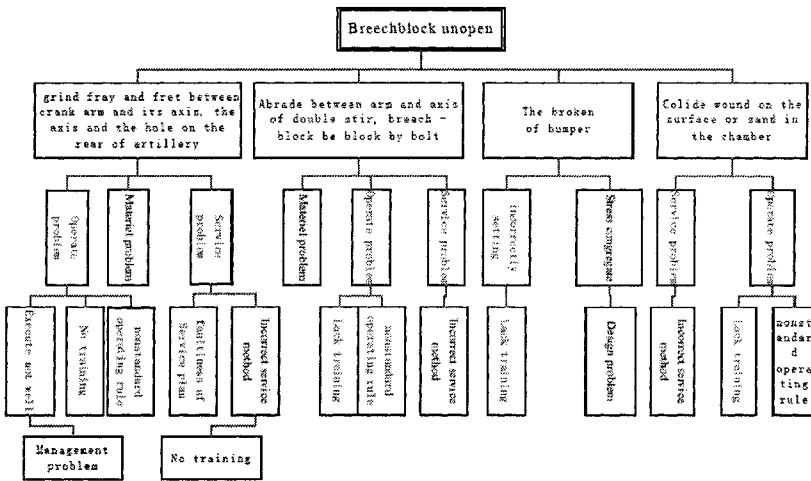 Breechblock unopen
grind fray and fret between
crank arm and its axis, the
axis and the hole on the
rear of artillery
Abrade between arm and axis
of double stir, breach -
block be block by bolt
The broken
of bumper
Colide wound on the
surface or sand in
the chamber
Operate
problem
Materiel problem
Service
problem
Materiel problem
Operate problem
Service problem
incorrectly
setting
Stress congregate
Service problem
Operate problem
Execute not well
No training
nonstandard
operating rule
faultiness of
Service plan
Incorrect service
method
Lack training
nonstandard
operating rule
Incorrect service
method
Lack training
Design problem
Incorrect service
method
Lack training
nonst
andar
d
opera
ting
rule
Management
problem
No training